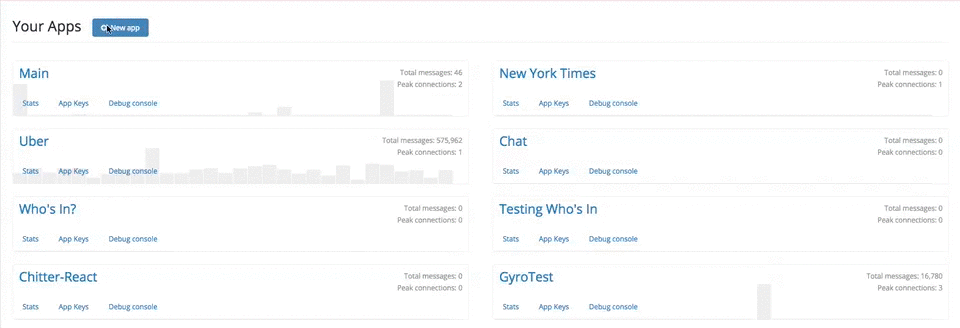 Your Apps
New app
Main
Total messages: 46
Peak connections: 2
Stats App Keys Debug console
New York Times
Total messages: 0
Peak connections: 1
Stats App Keys Debug console
Uber
Total messages: 575,962
Peak connections: 1
Stats App Keys Debug console
Chat
Total messages: 0
Peak connections: 0
Stats App Keys Debug console
Who's In?
Total messages: 0
Peak connections: 0
Stats App Keys Debug console
Testing Who's In
Total messages: 0
Peak connections: 0
Stats App Keys Debug console
Chitter-React
Total messages: 0
Peak connections: 0
Stats App Keys Debug console
GyroTest
Total messages: 16,780
Peak connections: 3
Stats App Keys Debug console